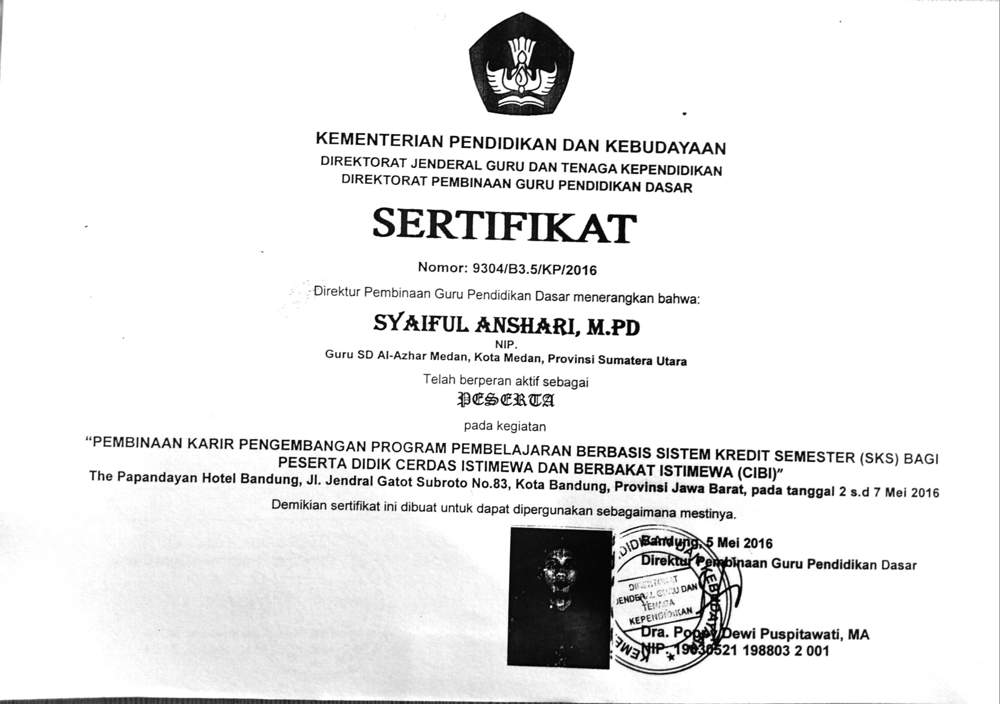 KEMENTERIAN PENDIDIKAN DAN KEBUDAYAAN
DIREKTORAT JENDERAL GURU DAN TENAGA KEPENDIDIKAN
DIREKTORAT PEMBINAAN GURU PENDIDIKAN DASAR
SERTIFIKAT
Nomor: 9304/B3.5/KP/2016
Direktur Pembinaan Guru Pendidikan Dasar menerangkan bahwa:
SYAIFUL ANSHARI, M.PD
NIP.
Guru SD Al-Azhar Medan, Kota Medan, Provinsi Sumatera Utara
Telah berperan aktif sebagai
PESERTA
pada kegiatan
“PEMBINAAN KARIR PENGEMBANGAN PROGRAM PEMBELAJARAN BERBASIS SISTEM KREDIT SEMESTER (SKS) BAGI
PESERTA DIDIK CERDAS ISTIMEWA DAN BERBAKAT ISTIMEWA (CIBI)”
The Papandayan Hotel Bandung, Jl. Jendral Gatot Subroto No.83, Kota Bandung, Provinsi Jawa Barat, pada tanggal 2 s.d 7 Mei 2016
Demikian sertifikat ini dibuat untuk dapat dipergunakan sebagaimana mestinya.
Bandung, 5 Mei 2016
Direktur Pembinaan Guru Pendidikan Dasar
DIREKTORAT
JENDERAL GURU DAN
TENAGA
KEPENDIDIKAN
Dra. Poppy Dewi Puspitawati, MA
NIP. 19630521 198803 2 001